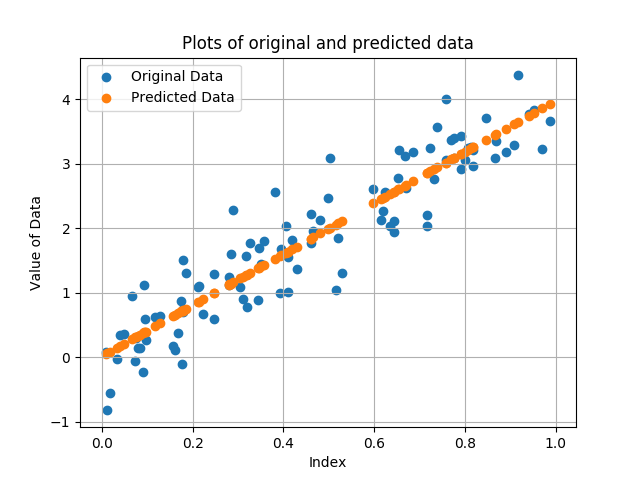 Plots of original and predicted data
Original Data
Predicted Data
Value of Data
4
3
2
1
0
−1
0.0 0.2 0.4 0.6 0.8 1.0
Index